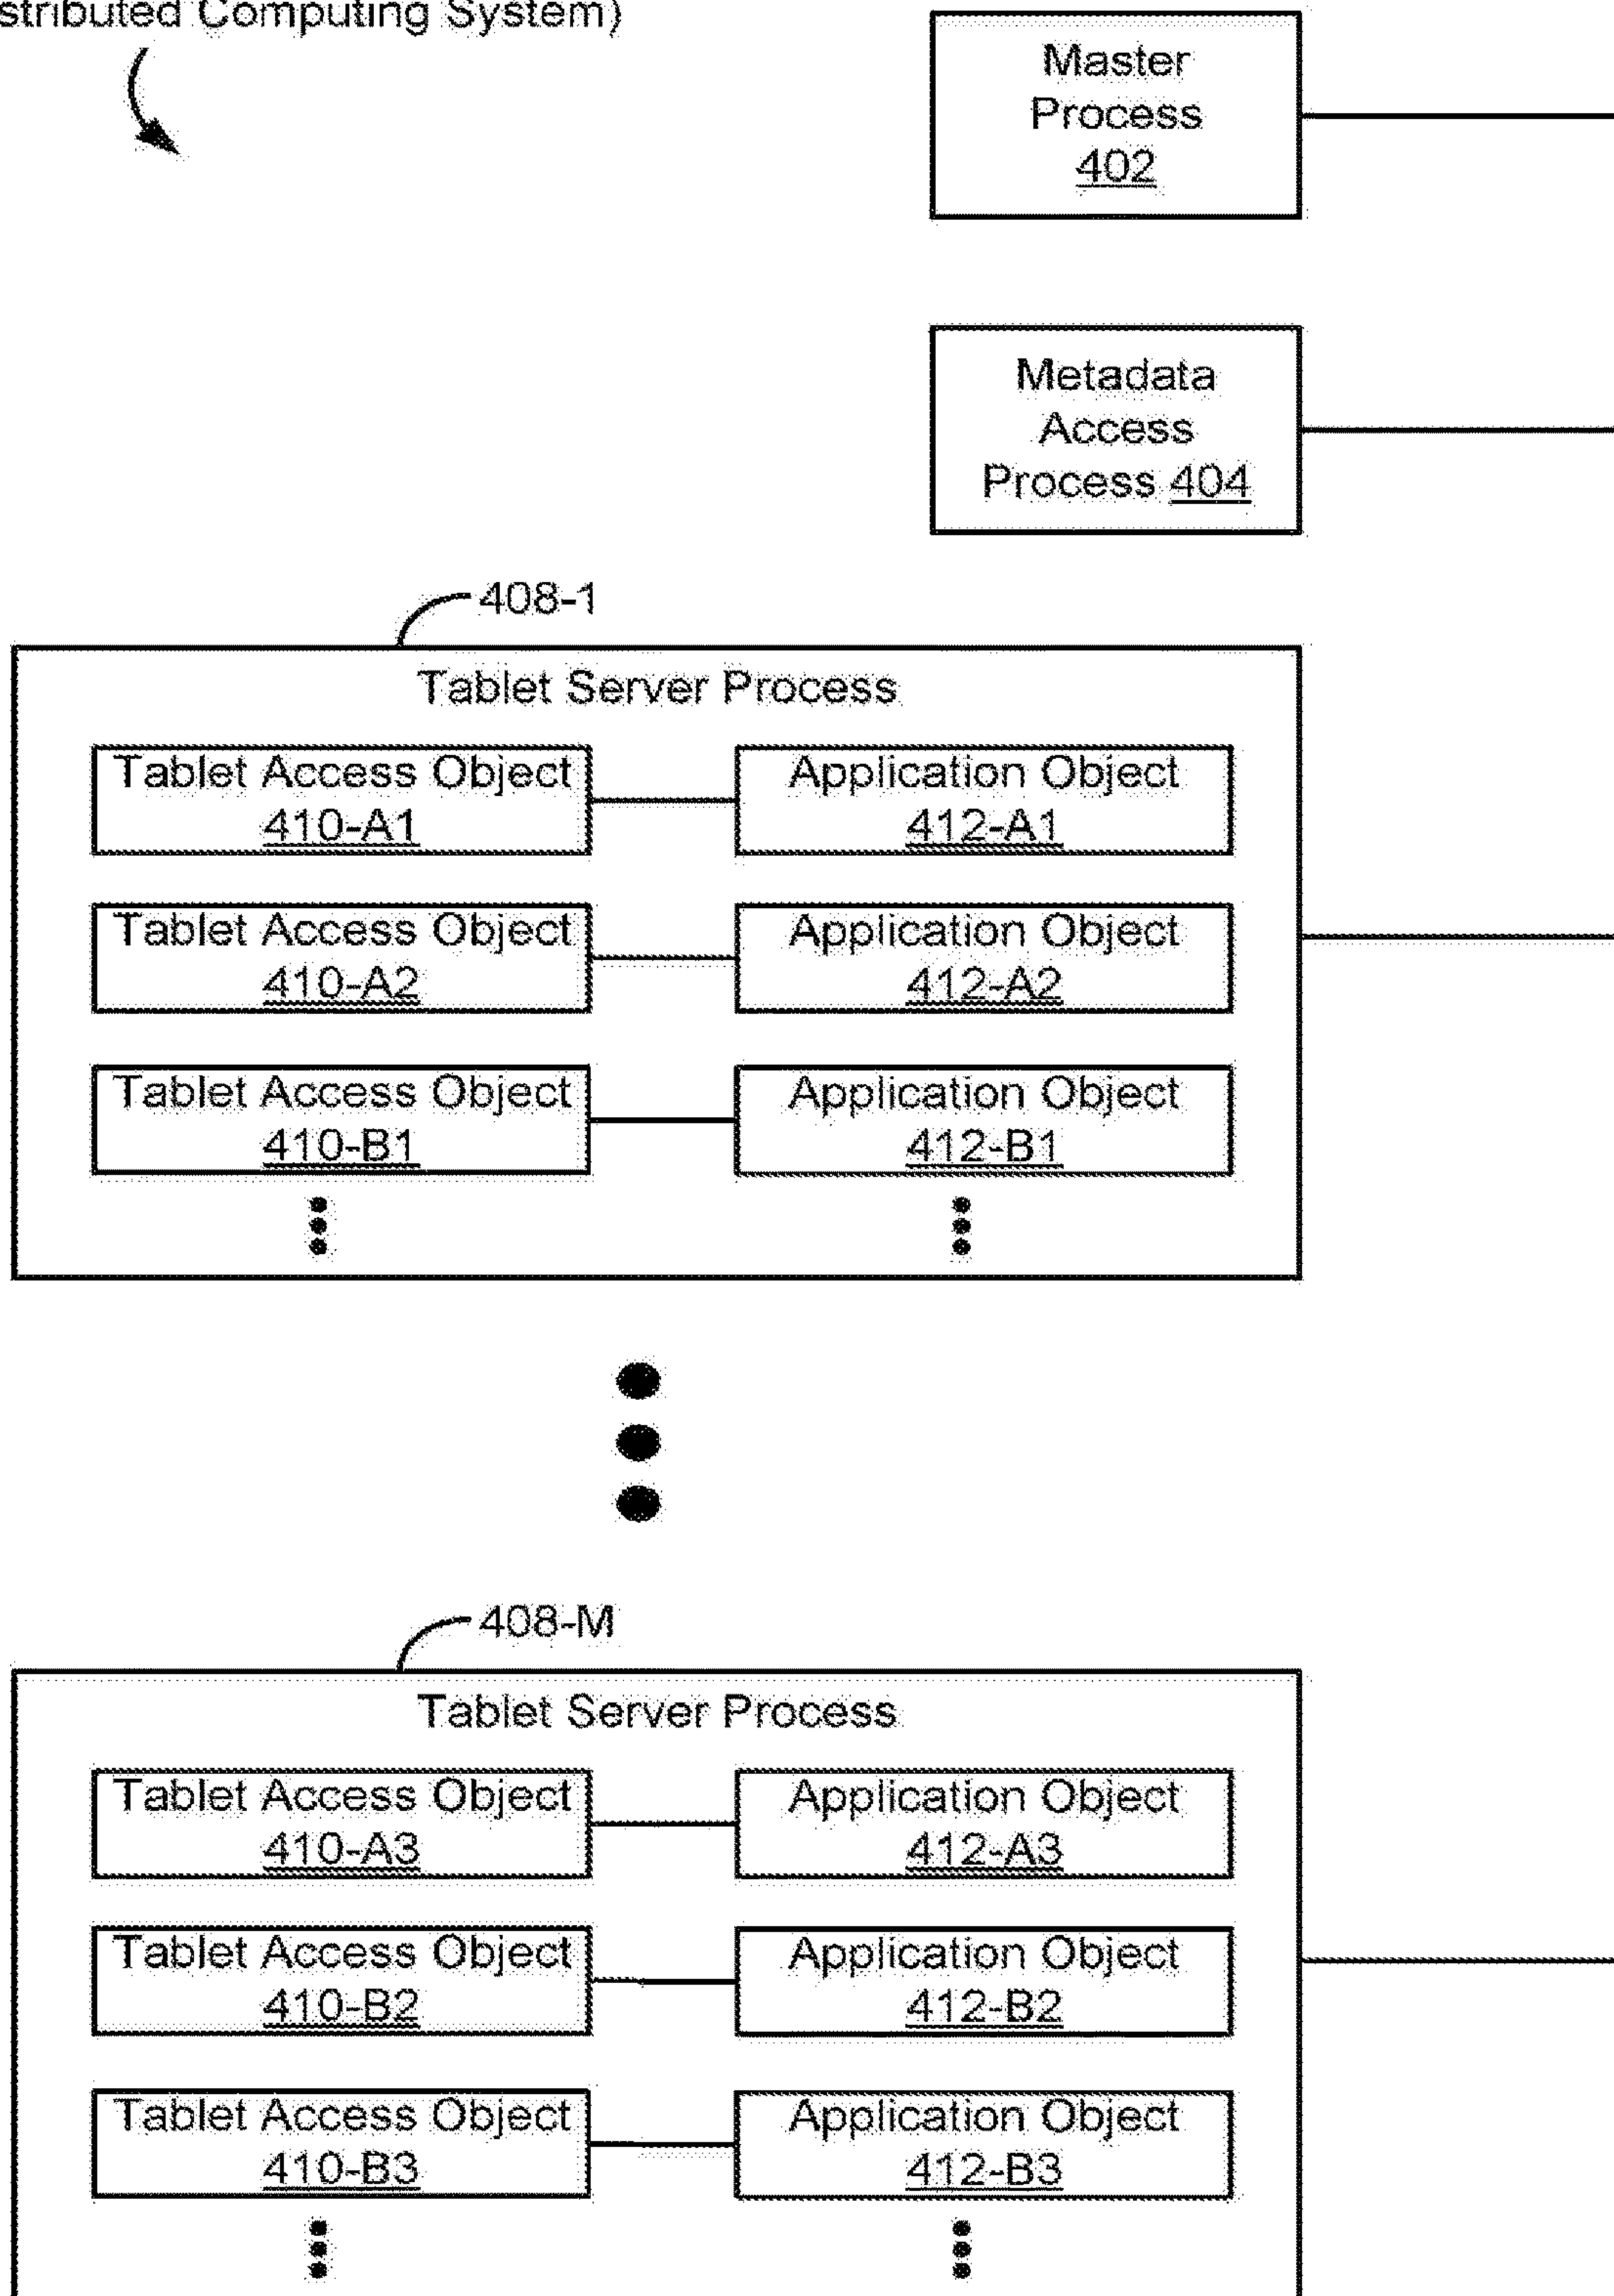 Computing System)
Master
Process
402
Metadata
Access
Process 404
408-1
Tablet Server Process
Tablet Access Object
410-A1
Application Object
412-A1
Tablet Access Object
410-A2
Application Object
412-A2
Tablet Access Object
410-B1
Application Object
412-B1
408-M
Tablet Server Process
Tablet Access Object
410-A3
Application Object
412-A3
Tablet Access Object
410-B2
Application Object
412-B2
Tablet Access Object
410-B3
Application Object
412-B3